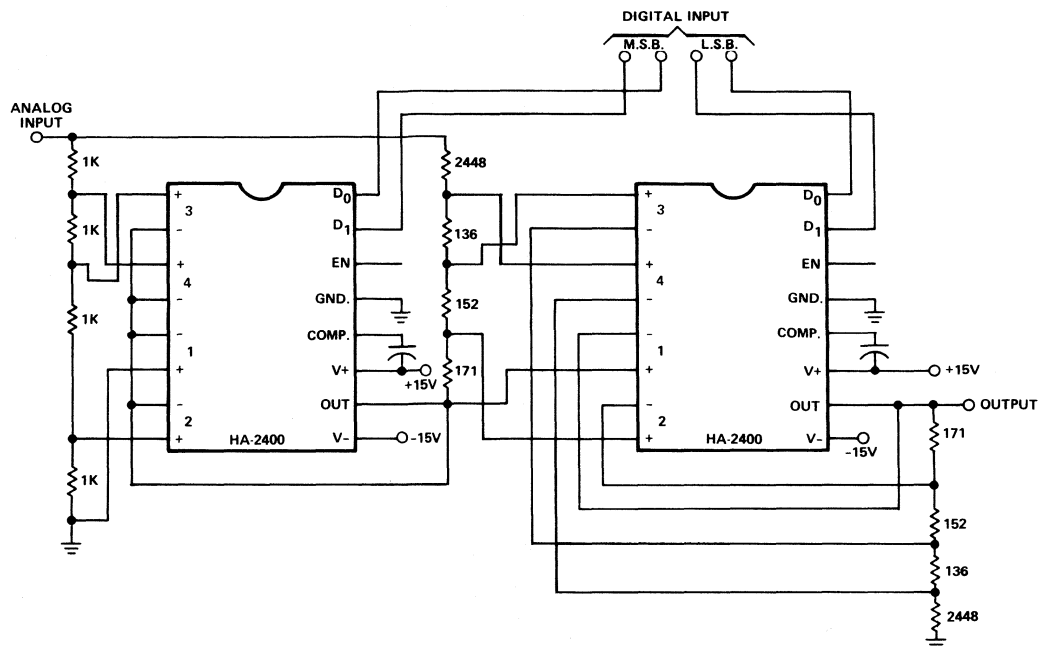 DIGITAL INPUT
M.S.B. L.S.B.
ANALOG
INPUT
1K
1K
1K
1K
+
3
-
+
4
-
-
1
+
-
2
+
D0
D1
EN
GND.
COMP.
V+
OUT
V-
HA-2400
+15V
-15V
2448
136
152
171
+
3
-
+
4
-
-
1
+
-
2
+
D0
D1
EN
GND.
COMP.
V+
OUT
V-
HA-2400
+15V
OUTPUT
-15V
171
152
136
2448